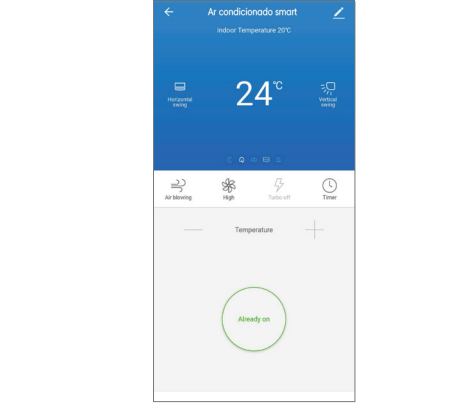 Ar condicionado smart
Indoor Temperature 20°C
24°C
Horizontal swing
Vertical swing
Air blowing
High
Turbo off
Timer
Temperature
Already on